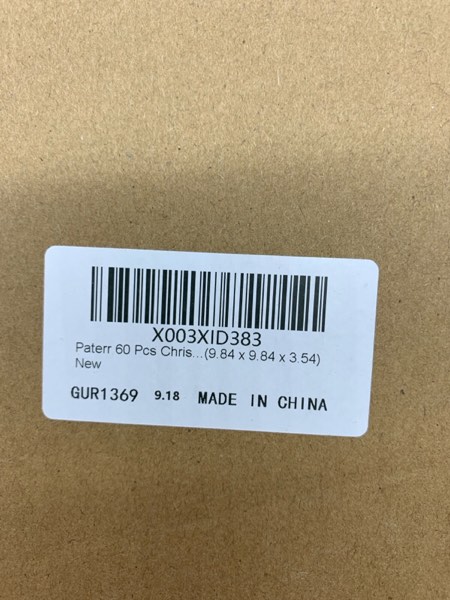 X003XID383
Paterr 60 Pcs Chris...(9.84 x 9.84 x 3.54)
New
GUR1369 9.18 MADE IN CHINA